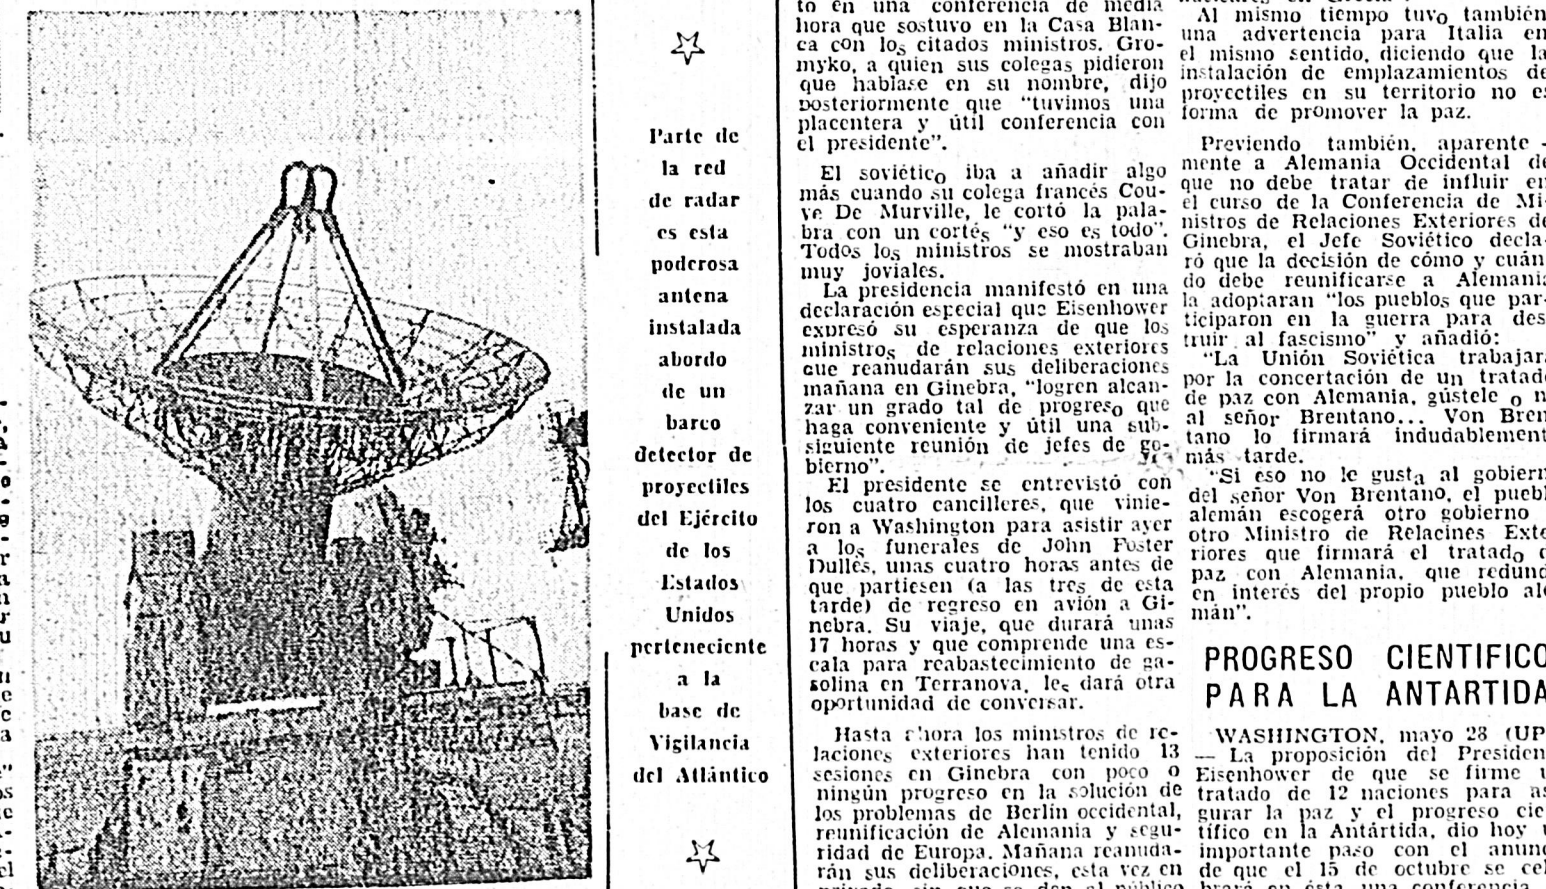 Parte de
la red
de radar
es esta
poderosa
antena
instalada
abordo
de un
barco
detector de
proyectiles
del Ejército
de los
Estados
Unidos
perteneciente
a la
base de
Vigilancia
del Atlántico
to en una conferencia de media
hora que sostuvo en la Casa Blan-
ca con los citados ministros. Gro-
myko, a quien sus colegas pidieron
que hablase en su nombre, dijo
posteriormente que "tuvimos una
placentera y útil conferencia con
el presidente".
El soviético iba a añadir algo
más cuando su colega francés Cou-
ve De Murville, le cortó la pala-
bra con un cortés "y eso es todo".
Todos los ministros se mostraban
muy joviales.
La presidencia manifestó en una
declaración especial que Eisenhower
expresó su esperanza de que los
ministros de relaciones exteriores
que reanudarán sus deliberaciones
mañana en Ginebra, "logren alcan-
zar un grado tal de progreso que
haga conveniente y útil una sub-
siguiente reunión de jefes de go-
bierno".
El presidente se entrevistó con
los cuatro cancilleres, que vinie-
ron a Washington para asistir ayer
a los funerales de John Foster
Dulles, unas cuatro horas antes de
que partiesen (a las tres de esta
tarde) de regreso en avión a Gi-
nebra. Su viaje, que durará unas
17 horas y que comprende una es-
cala para reabastecimiento de ga-
solina en Terranova, les dará otra
oportunidad de conversar.
Hasta ahora los ministros de re-
laciones exteriores han tenido 13
sesiones en Ginebra con poco o
ningún progreso en la solución de
los problemas de Berlín occidental,
reunificación de Alemania y segu-
ridad de Europa. Mañana reanuda-
rán sus deliberaciones, esta vez en
Al mismo tiempo tuvo también
una advertencia para Italia en
el mismo sentido, diciendo que la
instalación de emplazamientos de
proyectiles en su territorio no es
forma de promover la paz.
Previendo también, aparente -
mente a Alemania Occidental de
que no debe tratar de influir en
el curso de la Conferencia de Mi-
nistros de Relaciones Exteriores de
Ginebra, el Jefe Soviético decla-
ró que la decisión de cómo y cuán-
do debe reunificarse a Alemania
la adoptaran "los pueblos que par-
ticiparon en la guerra para des-
truir al fascismo" y añadió:
"La Unión Soviética trabajar
por la concertación de un tratad
de paz con Alemania, gústele o n
al señor Brentano... Von Bren
tano lo firmará indudablement
más tarde.
"Si eso no le gusta al gobiern
del señor Von Brentano, el puebl
alemán escogerá otro gobierno
otro Ministro de Relacines Exte
riores que firmará el tratado d
paz con Alemania, que redund
en interés del propio pueblo ale
mán".
PROGRESO CIENTIFICO
PARA LA ANTARTIDA
WASHINGTON, mayo 28 (UP
— La proposición del Presiden
Eisenhower de que se firme u
tratado de 12 naciones para as
gurar la paz y el progreso cie
tífico en la Antártida, dio hoy u
importante paso con el anunc
de que el 15 de octubre se cel